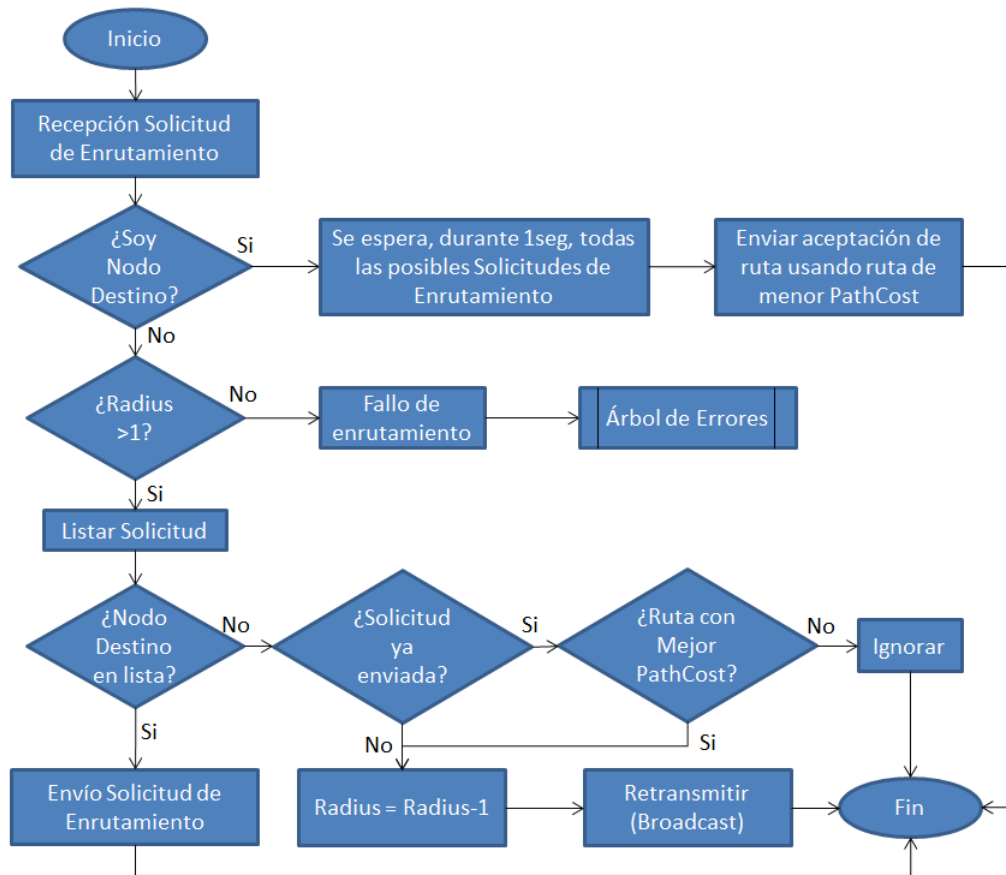 Inicio
Recepción Solicitud
de Enrutamiento
¿Soy
Nodo
Destino?
Si
Se espera, durante 1seg, todas
las posibles Solicitudes de
Enrutamiento
Enviar aceptación de
ruta usando ruta de
menor PathCost
No
¿Radius
>1?
No
Fallo de
enrutamiento
Árbol de Errores
Si
Listar Solicitud
¿Nodo
Destino
en lista?
No
¿Solicitud
ya
enviada?
Si
¿Ruta con
Mejor
PathCost?
No
Ignorar
Si
No
Si
Envío Solicitud de
Enrutamiento
Radius = Radius-1
Retransmitir
(Broadcast)
Fin